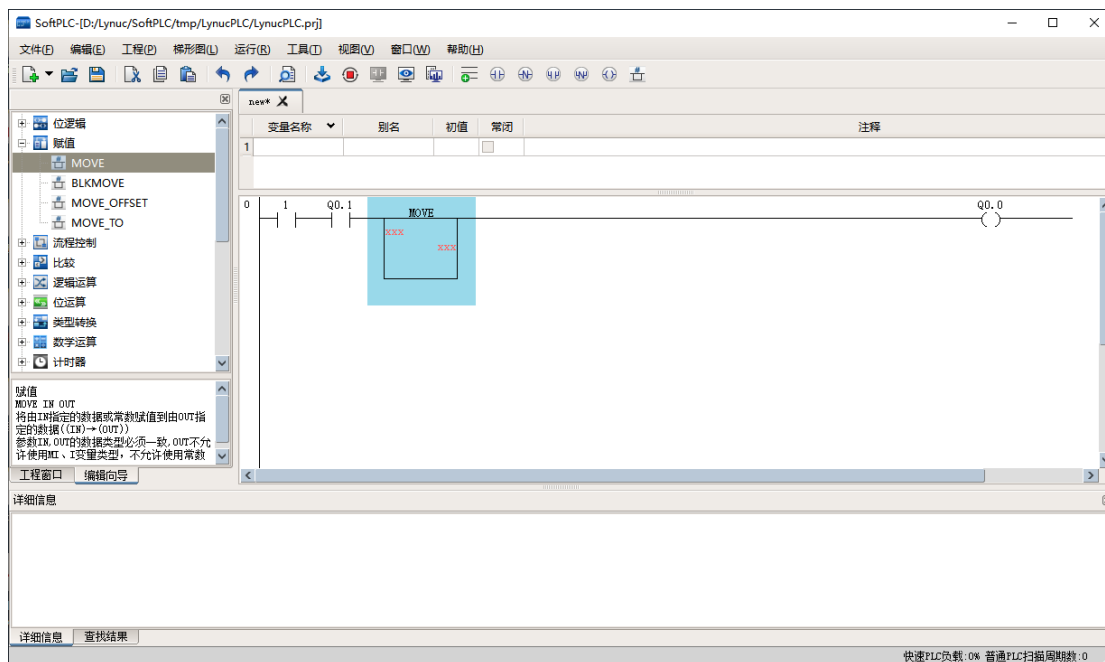 SoftPLC-[D:/Lynuc/SoftPLC/tmp/LynucPLC/LynucPLC.prj]
文件(F) 编辑(E) 工程(P) 梯形图(L) 运行(R) 工具(T) 视图(V) 窗口(W) 帮助(H)
new*
变量名称 别名 初值 常闭 注释
1
位逻辑
赋值
MOVE
BLKMOVE
MOVE_OFFSET
MOVE_TO
流程控制
比较
逻辑运算
位运算
类型转换
数学运算
计时器
0 1 Q0.1 MOVE Q0.0
xxx
xxx
赋值
MOVE IN OUT
将由IN指定的数据或常数赋值到由OUT指
定的数据((IN)→(OUT))
参数IN,OUT的数据类型必须一致,OUT不允
许使用MI、I变量类型，不允许使用常数
工程窗口 编辑向导
详细信息
详细信息 查找结果
快速PLC负载:0% 普通PLC扫描周期数:0